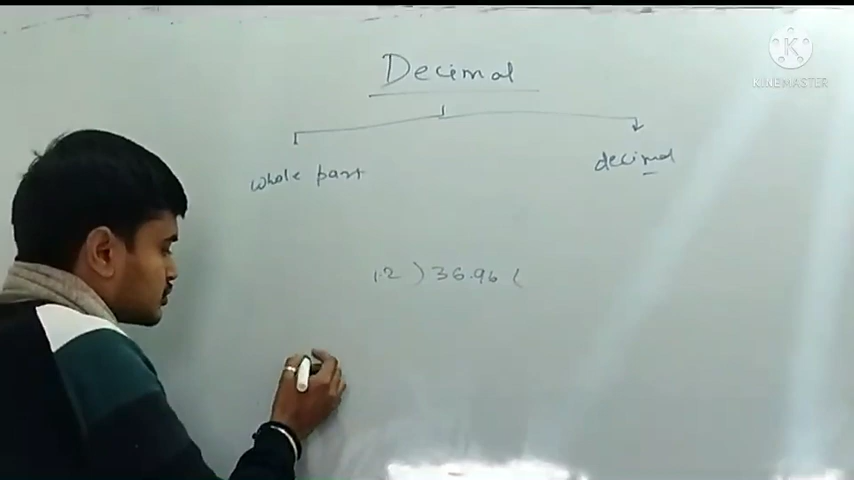 Decimal
whole part
decimal
12 ) 36.96 (
K
KINEMASTER